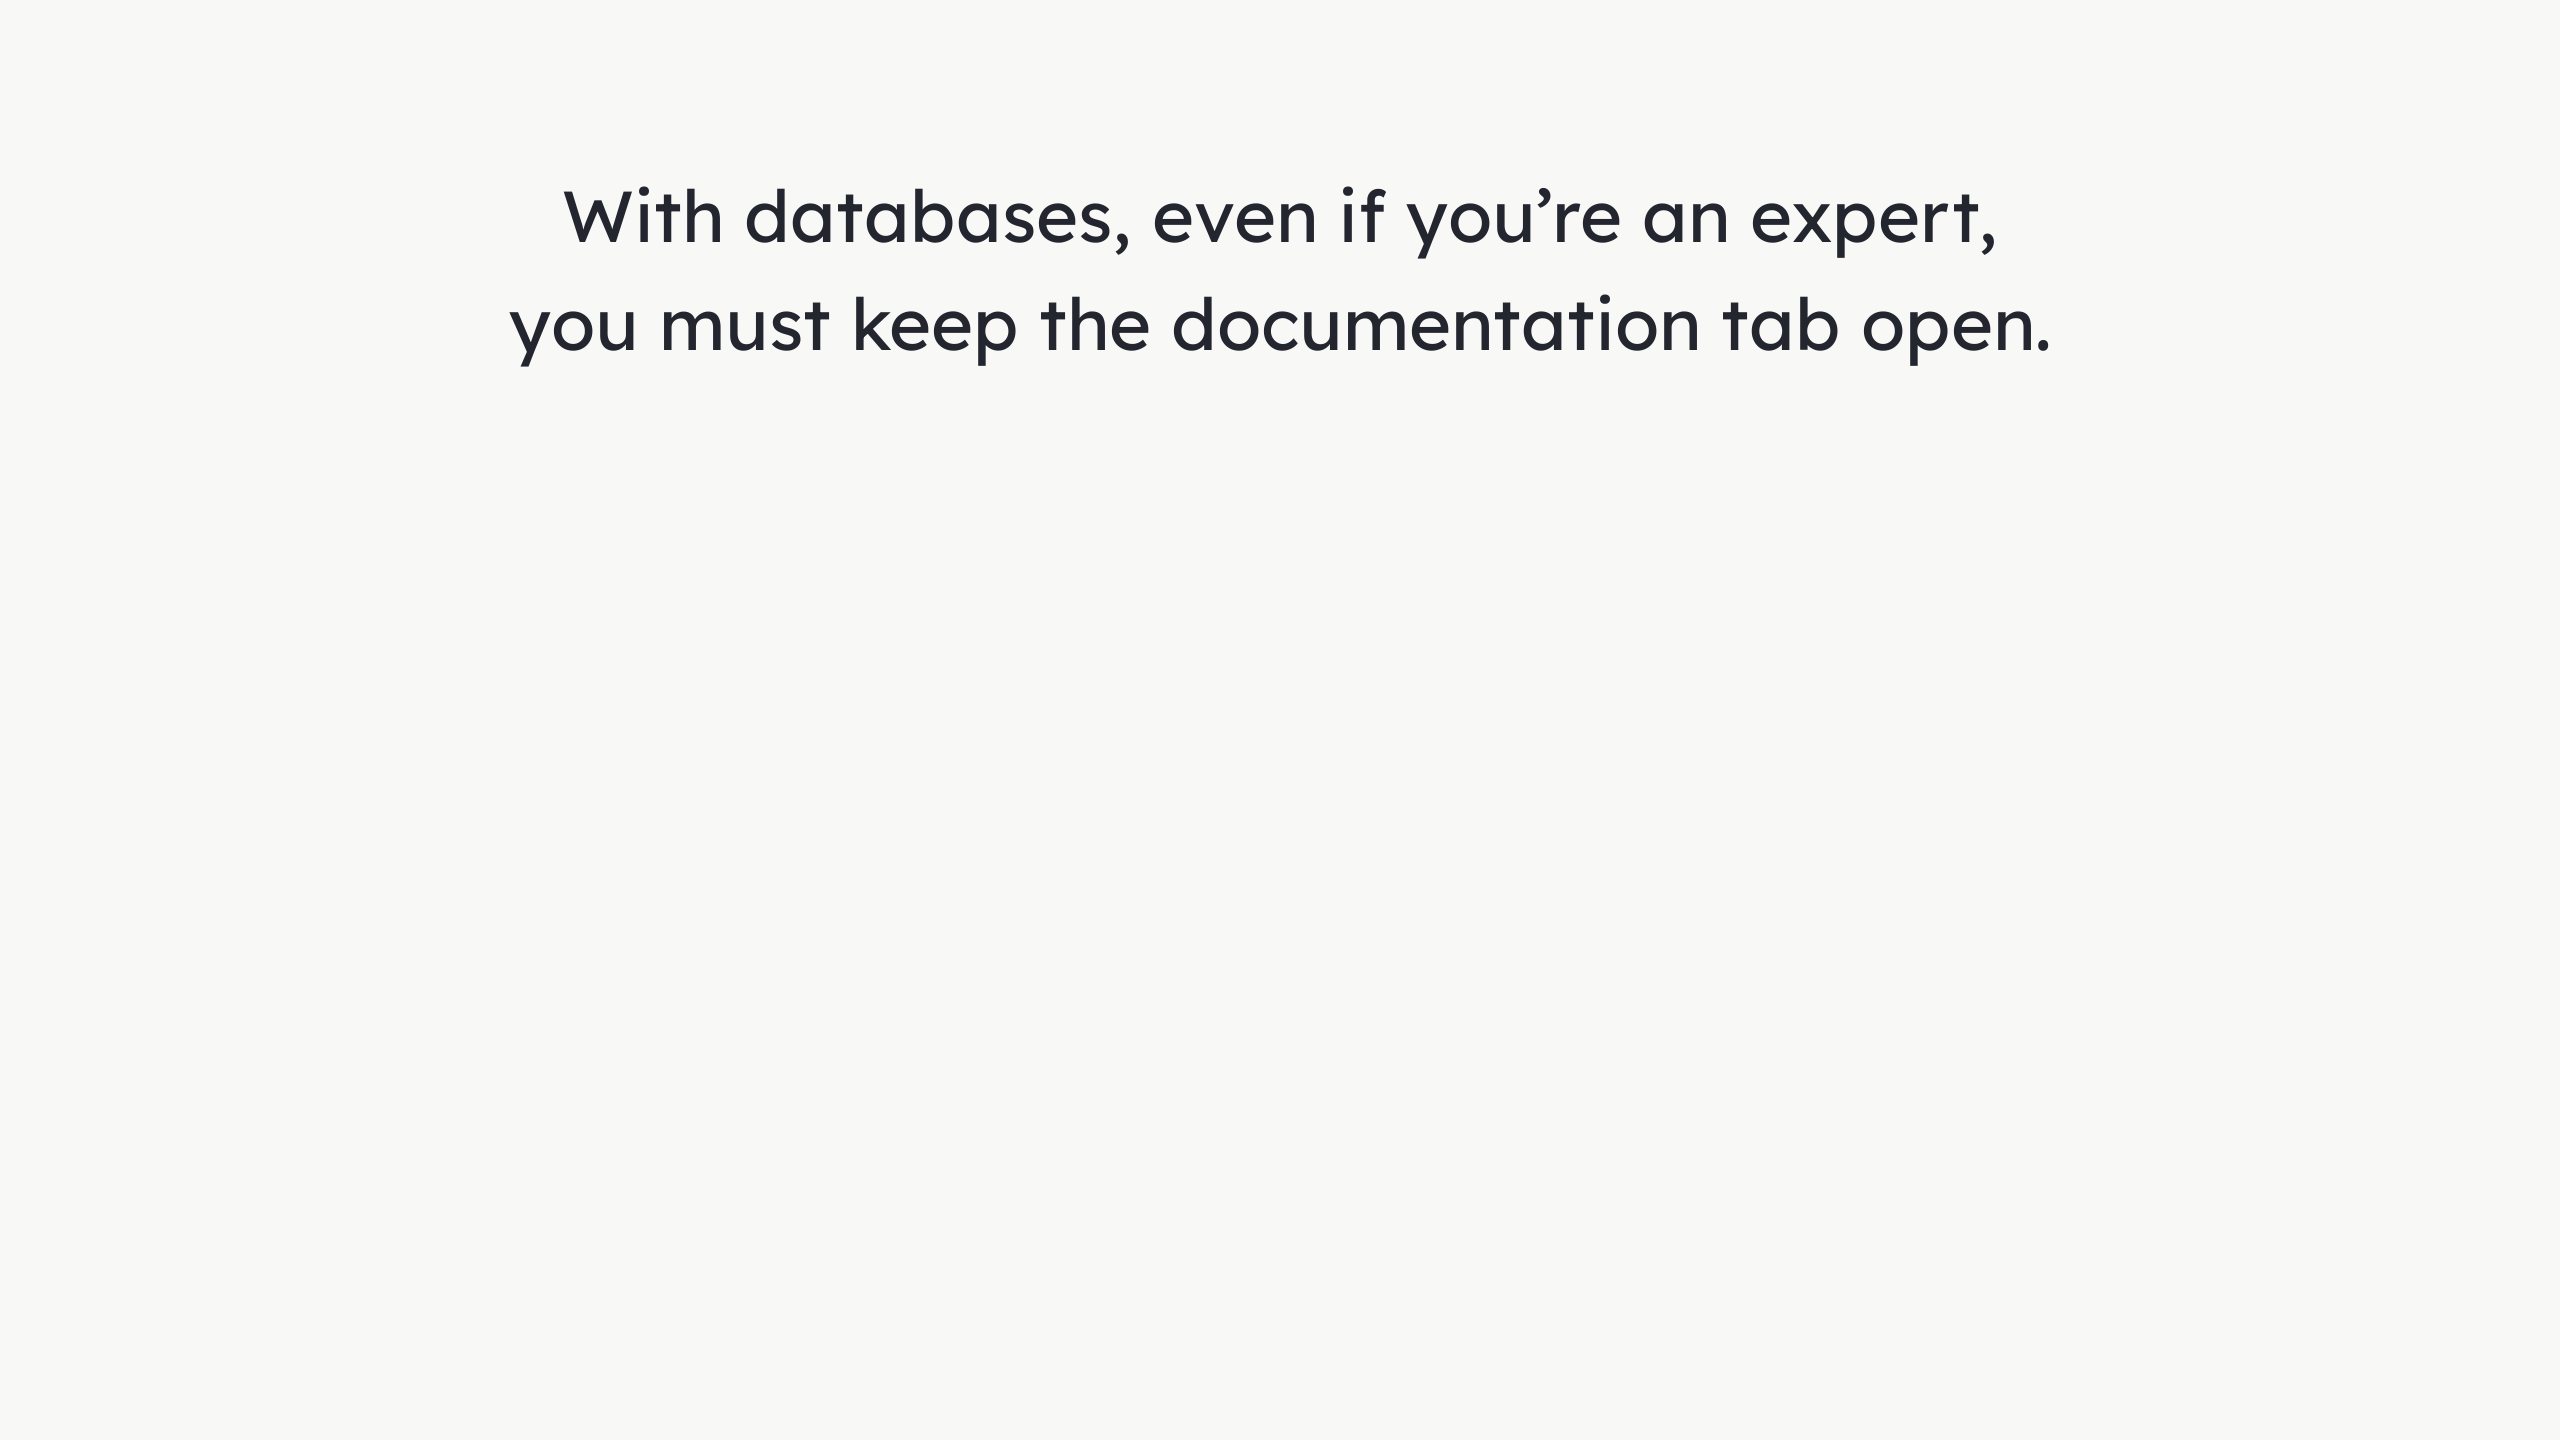 With databases, even if you’re an expert,
you must keep the documentation tab open.